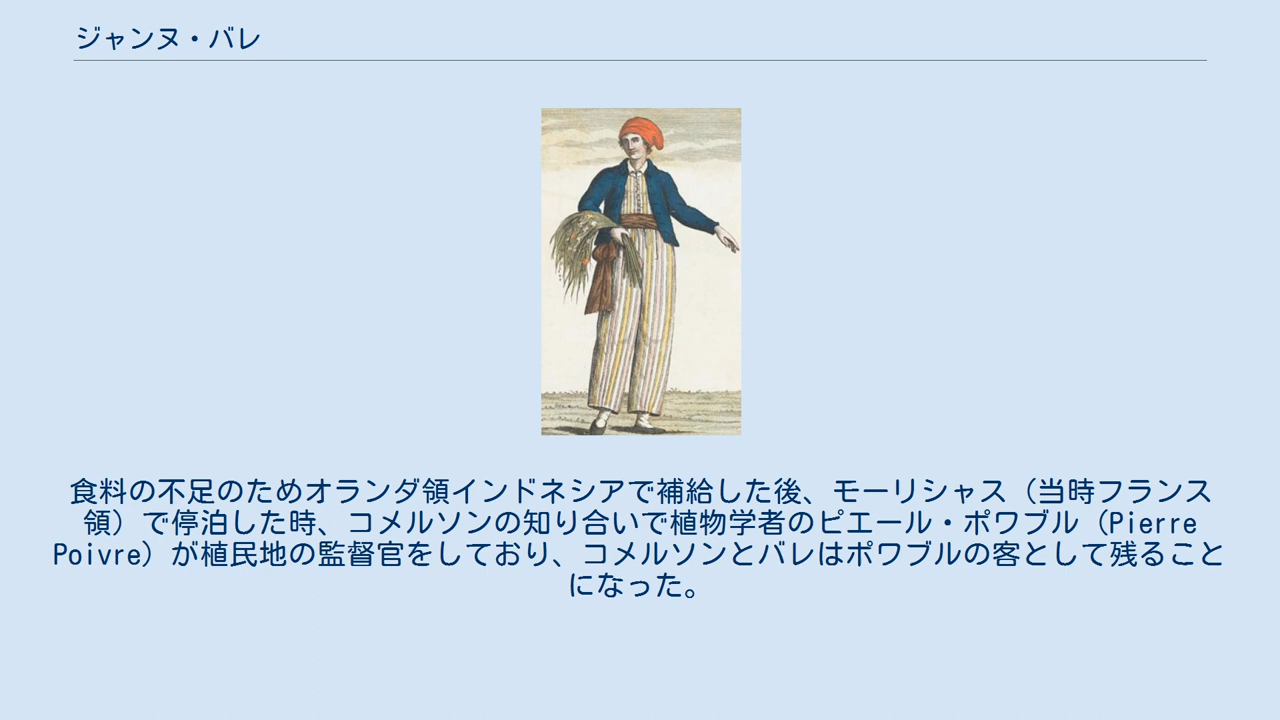 ジャンヌ・バレ
食料の不足のためオランダ領インドネシアで補給した後、モーリシャス（当時フランス
領）で停泊した時、コメルソンの知り合いで植物学者のピエール・ポワブル（Pierre
Poivre）が植民地の監督官をしており、コメルソンとバレはポワブルの客として残ること
になった。